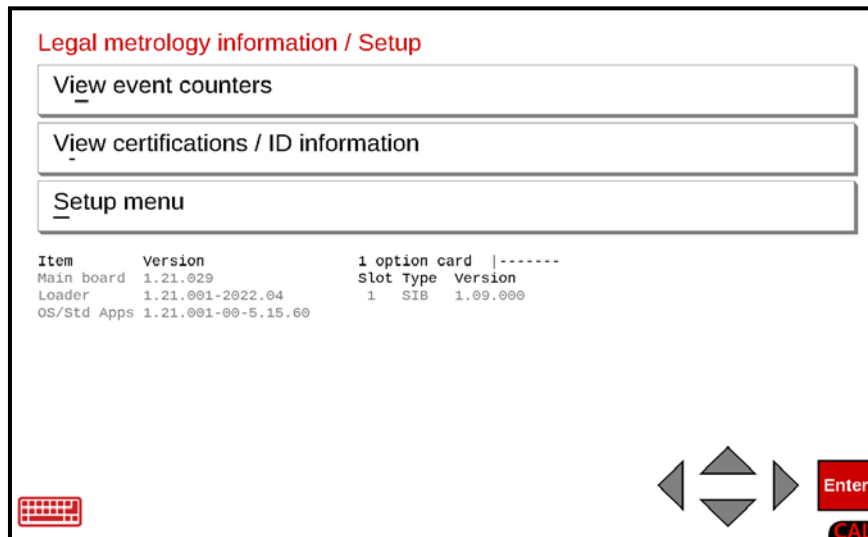 Legal metrology information / Setup
View event counters
View certifications / ID information
Setup menu
Item Version 1 option card |-------
Main board 1.21.029 Slot Type Version
Loader 1.21.001-2022.04 1 SIB 1.09.000
OS/Std Apps 1.21.001-00-5.15.60
Enter